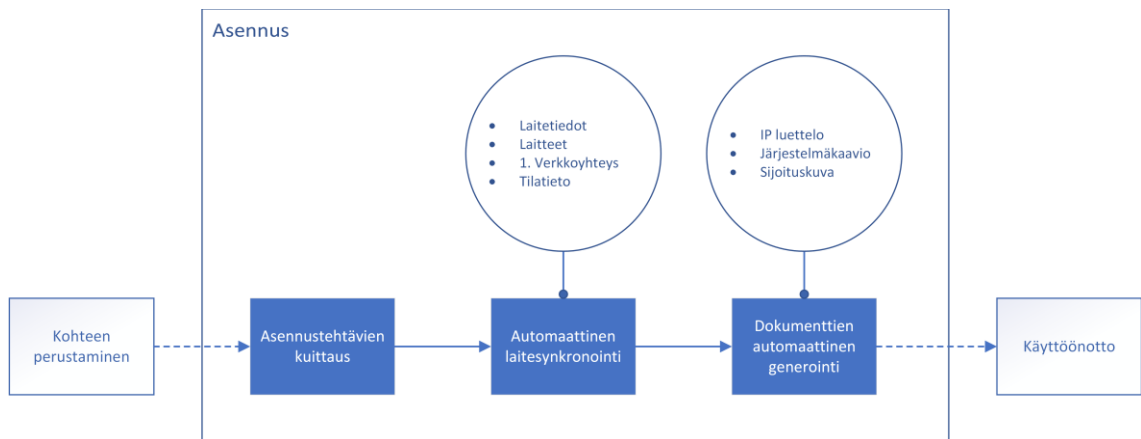 Asennus
• Laitetiedot
• Laitteet
• 1. Verkkoyhteys
• Tilatieto
• IP luettelo
• Järjestelmäkaavio
• Sijoituskuva
Kohteen
perustaminen
Asennustehtävien
kuittaus
Automaattinen
laitesynkronointi
Dokumenttien
automaattinen
generointi
Käyttöönotto